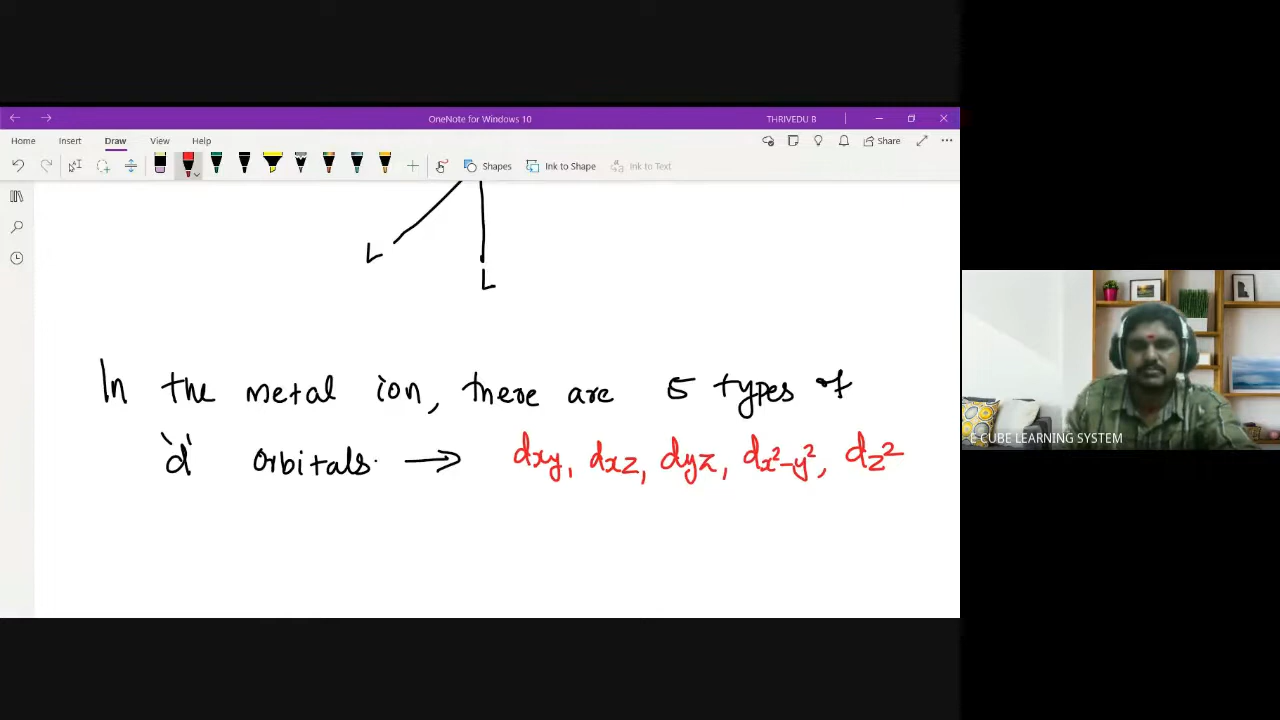 OneNote for Windows 10
THRIVEDU B
Home Insert Draw View Help
Share
Shapes
Ink to Shape
Ink to Text
L
L
In the metal ion, there are 5 types of
'd' orbitals. → dxy, dxz, dyz, dx²-y², dz²
E CUBE LEARNING SYSTEM